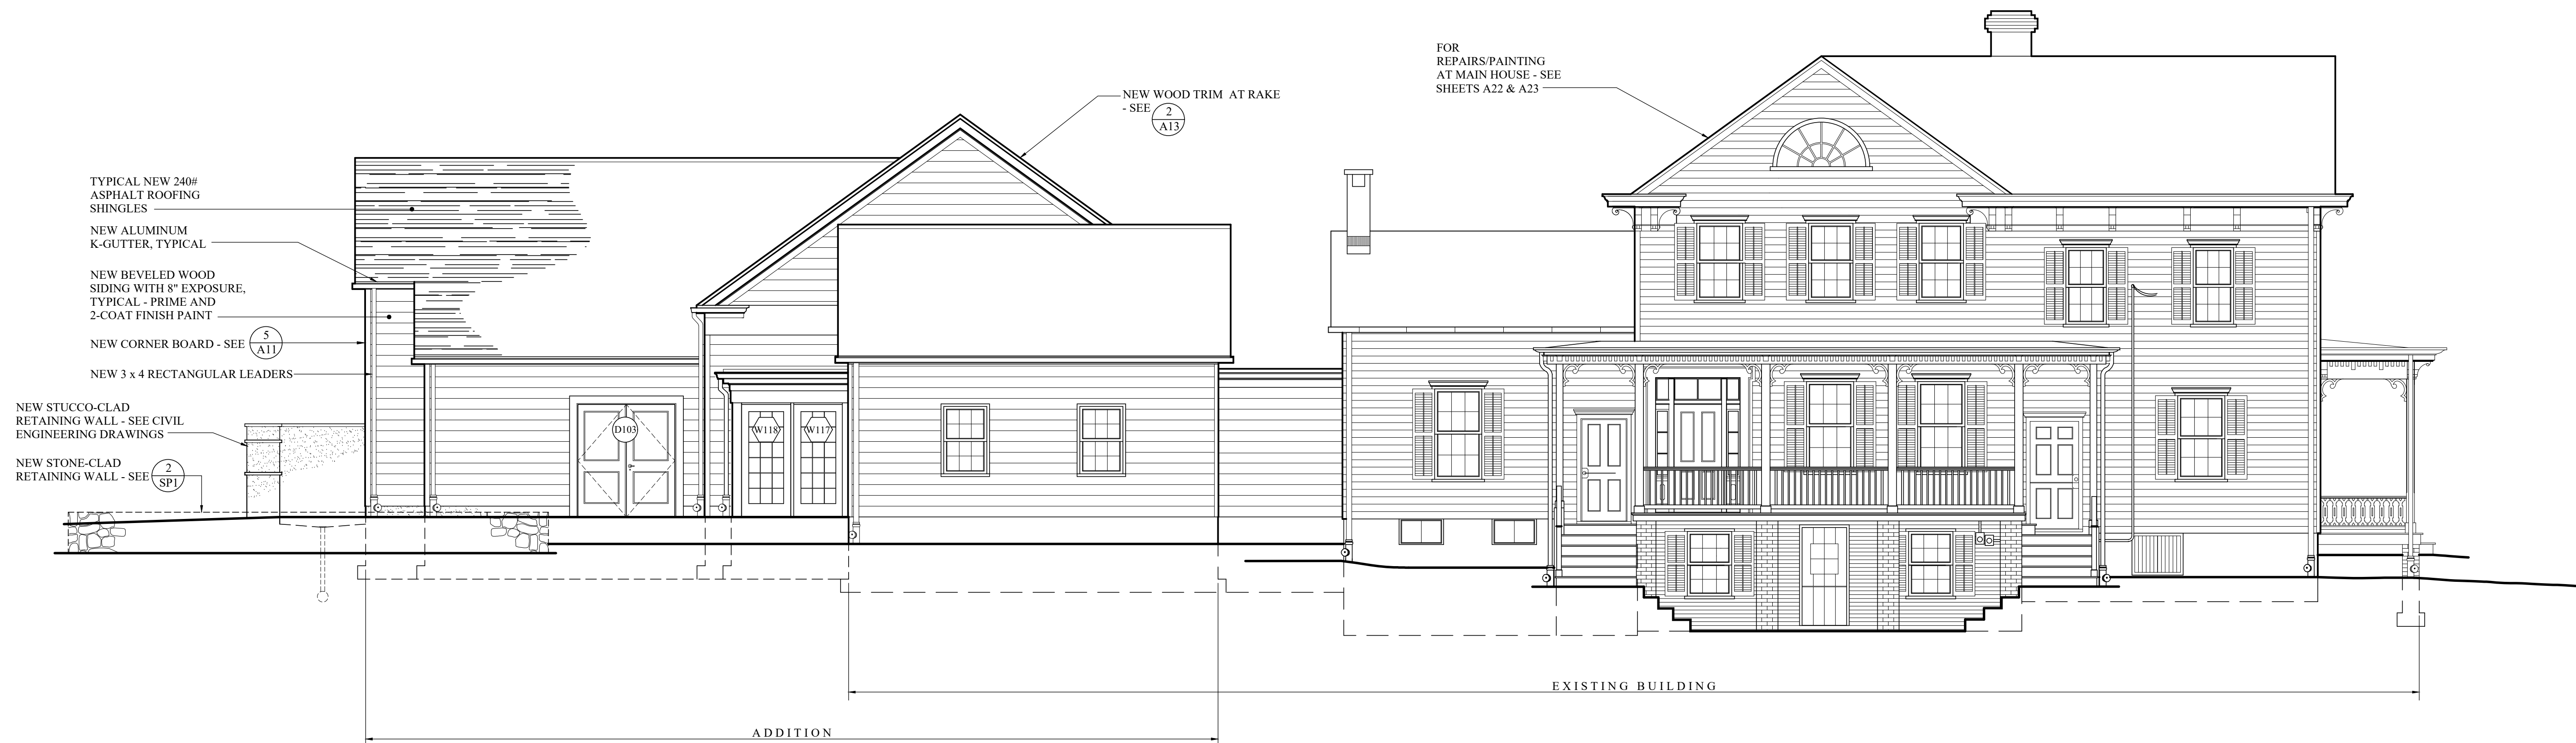 FOR
REPAIRS/PAINTING
AT MAIN HOUSE - SEE
SHEETS A22 & A23
NEW WOOD TRIM AT RAKE
- SEE 2
A13
TYPICAL NEW 240#
ASPHALT ROOFING
SHINGLES
NEW ALUMINUM
K-GUTTER, TYPICAL
NEW BEVELED WOOD
SIDING WITH 8" EXPOSURE,
TYPICAL - PRIME AND
2-COAT FINISH PAINT
NEW CORNER BOARD - SEE 5
A11
NEW 3 x 4 RECTANGULAR LEADERS
NEW STUCCO-CLAD
RETAINING WALL - SEE CIVIL
ENGINEERING DRAWINGS
NEW STONE-CLAD
RETAINING WALL - SEE 2
SP1
D103
W118
W117
EXISTING BUILDING
ADDITION